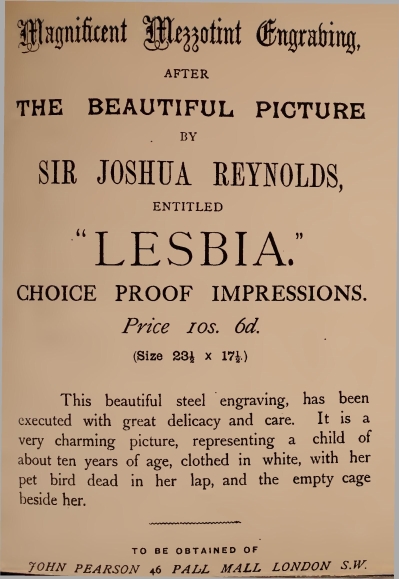 Magnificent Mezzotint Engraving,
AFTER
THE BEAUTIFUL PICTURE
BY
SIR JOSHUA REYNOLDS,
ENTITLED
"LESBIA."
CHOICE PROOF IMPRESSIONS.
Price 10s. 6d.
(Size 23½ x 17½.)
This beautiful steel engraving, has been
executed with great delicacy and care. It is a
very charming picture, representing a child of
about ten years of age, clothed in white, with her
pet bird dead in her lap, and the empty cage
beside her.
TO BE OBTAINED OF
JOHN PEARSON 46 PALL MALL LONDON S.W.